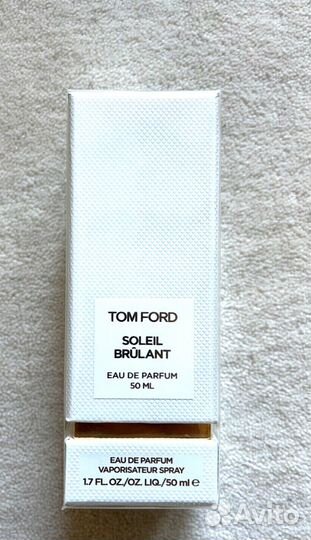 TOM FORD
SOLEIL
BRÛLANT
EAU DE PARFUM
50 ML
EAU DE PARFUM
VAPORISATEUR SPRAY
1.7 FL. OZ./OZ. LIQ./50 ml ℮
Avito